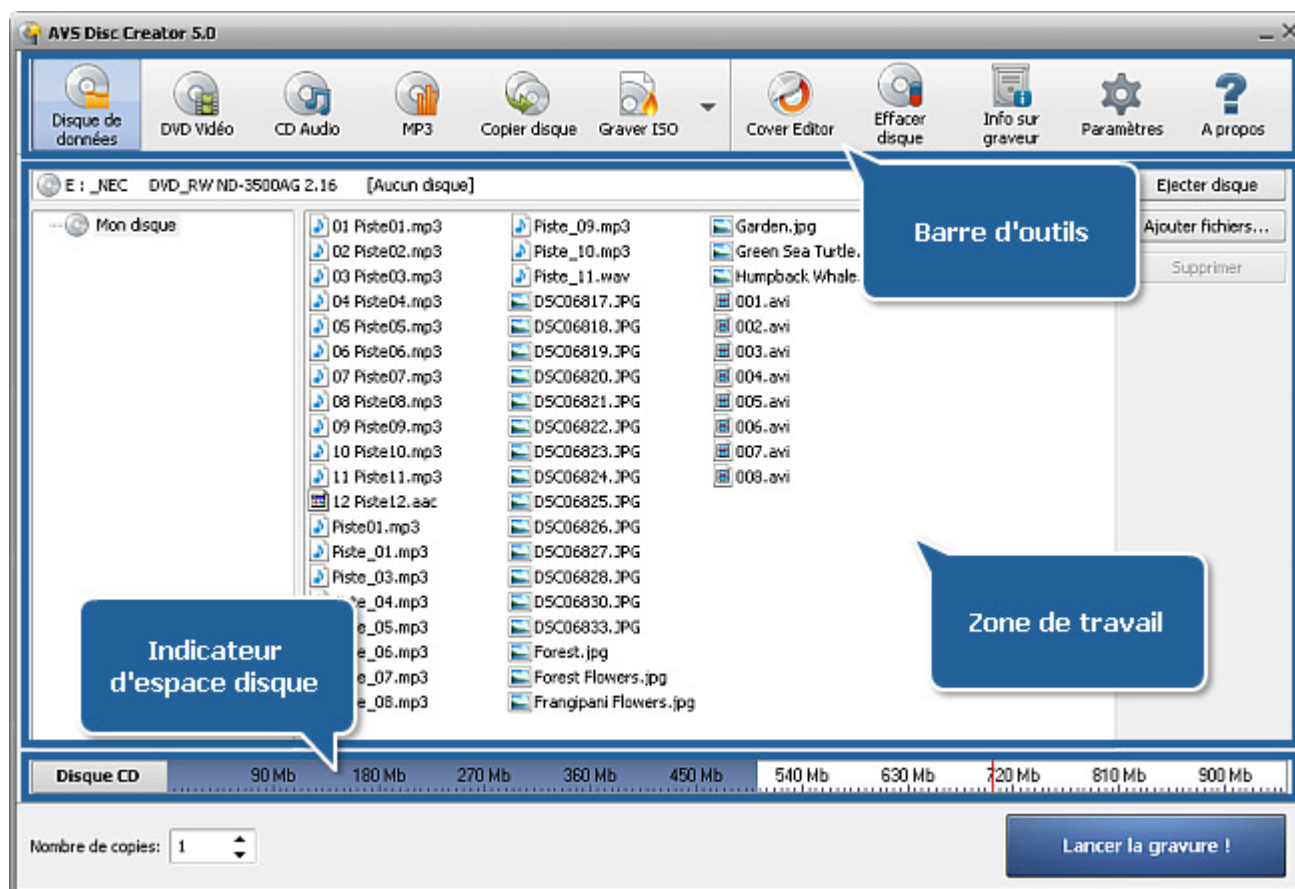 AVS Disc Creator 5.0
Disque de données
DVD Vidéo
CD Audio
MP3
Copier disque
Graver ISO
Cover Editor
Effacer disque
Info sur graveur
Paramètres
A propos
E : _NEC DVD_RW ND-3500AG 2.16 [Aucun disque]
Ejecter disque
Barre d'outils
Mon disque
Ajouter fichiers...
Supprimer
01 Piste01.mp3
02 Piste02.mp3
03 Piste03.mp3
04 Piste04.mp3
05 Piste05.mp3
06 Piste06.mp3
07 Piste07.mp3
08 Piste08.mp3
09 Piste09.mp3
10 Piste10.mp3
11 Piste11.mp3
12 Piste12.aac
Piste01.mp3
Piste_01.mp3
Piste_03.mp3
te_04.mp3
e_05.mp3
e_06.mp3
e_07.mp3
e_08.mp3
Piste_09.mp3
Piste_10.mp3
Piste_11.wav
DSC06817.JPG
DSC06818.JPG
DSC06819.JPG
DSC06820.JPG
DSC06821.JPG
DSC06822.JPG
DSC06823.JPG
DSC06824.JPG
DSC06825.JPG
DSC06826.JPG
DSC06827.JPG
DSC06828.JPG
DSC06830.JPG
DSC06833.JPG
Forest.jpg
Forest Flowers.jpg
Frangipani Flowers.jpg
Garden.jpg
Green Sea Turtle.
Humpback Whale.
001.avi
002.avi
003.avi
004.avi
005.avi
006.avi
007.avi
008.avi
Zone de travail
Indicateur
d'espace disque
Disque CD
90 Mb 180 Mb 270 Mb 360 Mb 450 Mb 540 Mb 630 Mb 720 Mb 810 Mb 900 Mb
Nombre de copies: 1
Lancer la gravure !